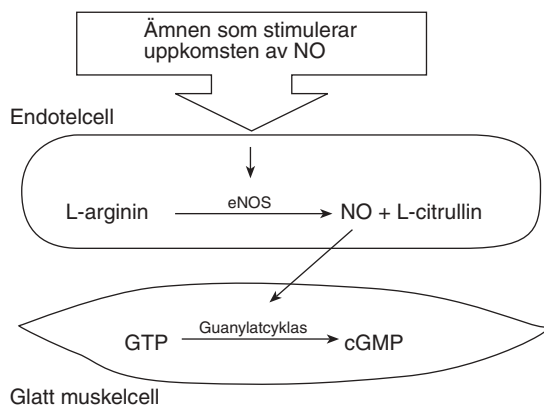 Ämnen som stimulerar
uppkomsten av NO
Endotelcell
L-arginin eNOS NO + L-citrullin
GTP Guanylatcyklas cGMP
Glatt muskelcell